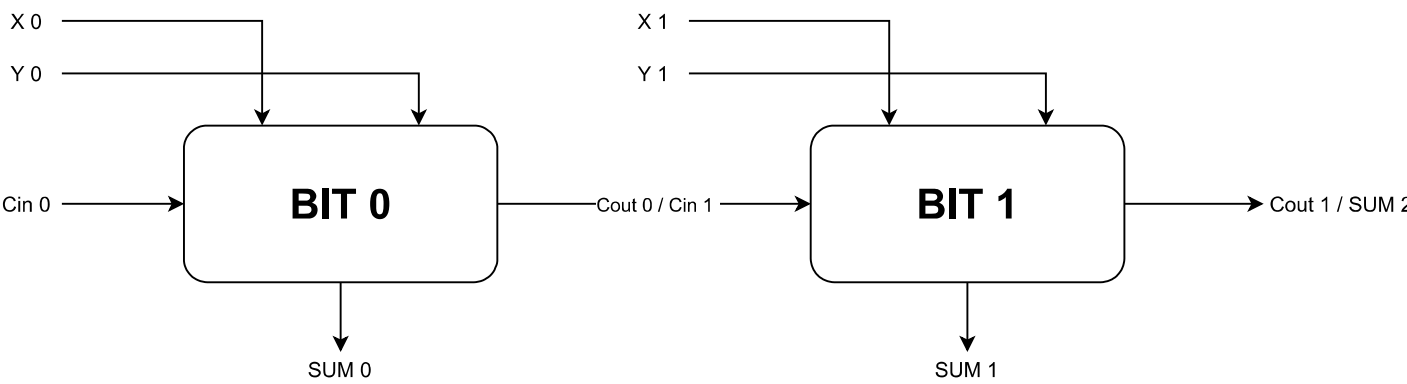 X 0
X 1
Y 0
Y 1
Cin 0
BIT 0
Cout 0 / Cin 1
BIT 1
Cout 1 / SUM 2
SUM 0
SUM 1